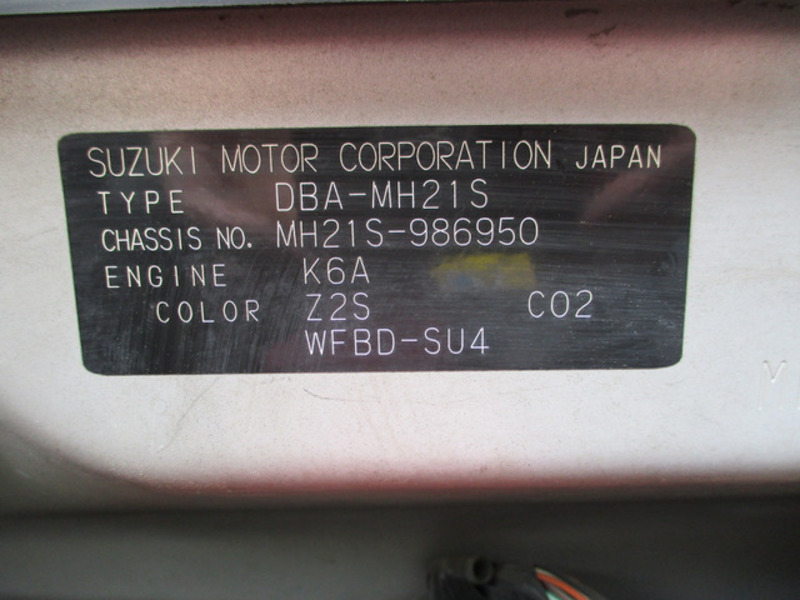 SUZUKI MOTOR CORPORATION JAPAN
TYPE DBA-MH21S
CHASSIS NO. MH21S-986950
ENGINE K6A
COLOR Z2S C02
WFBD-SU4